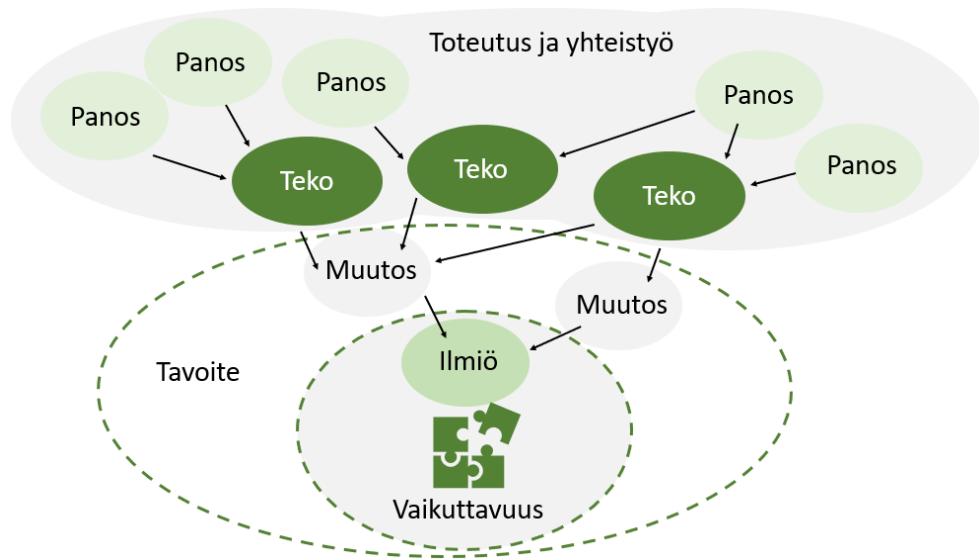 Toteutus ja yhteistyö
Panos
Panos
Panos
Panos
Panos
Teko
Teko
Teko
Muutos
Muutos
Ilmiö
Tavoite
Vaikuttavuus